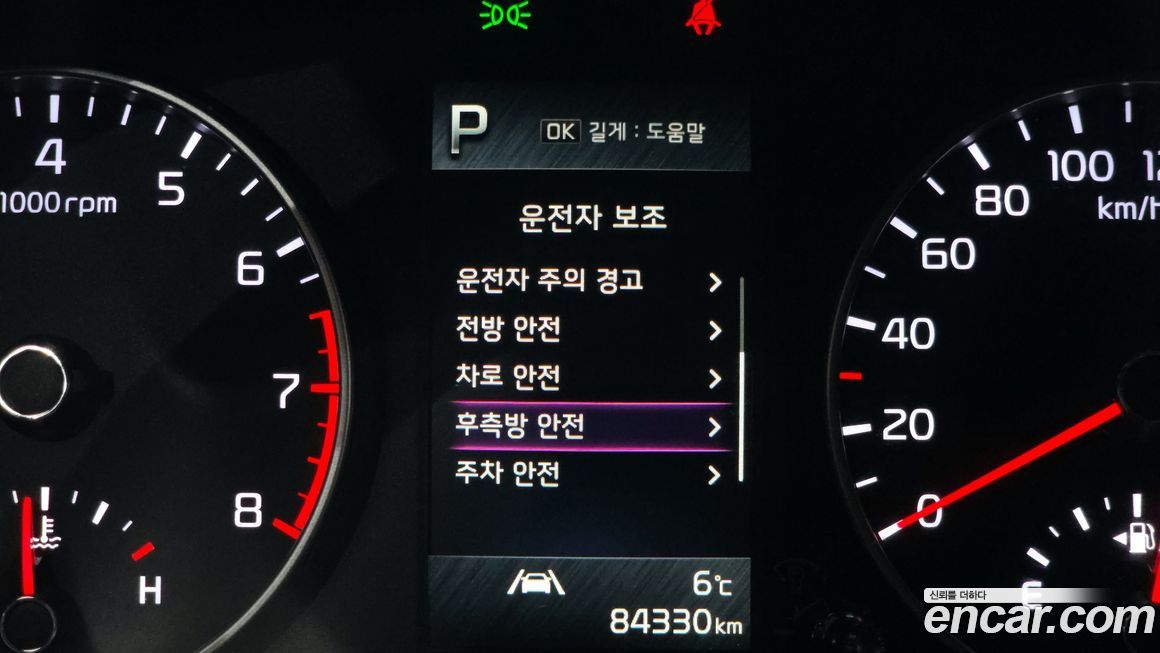 P
OK 길게 : 도움말
운전자 보조
운전자 주의 경고
전방 안전
차로 안전
후측방 안전
주차 안전
6℃
84330km
4
5
6
7
8
1000rpm
H
0
20
40
60
80
100
km/h
E
신뢰를 더하다
encar.com